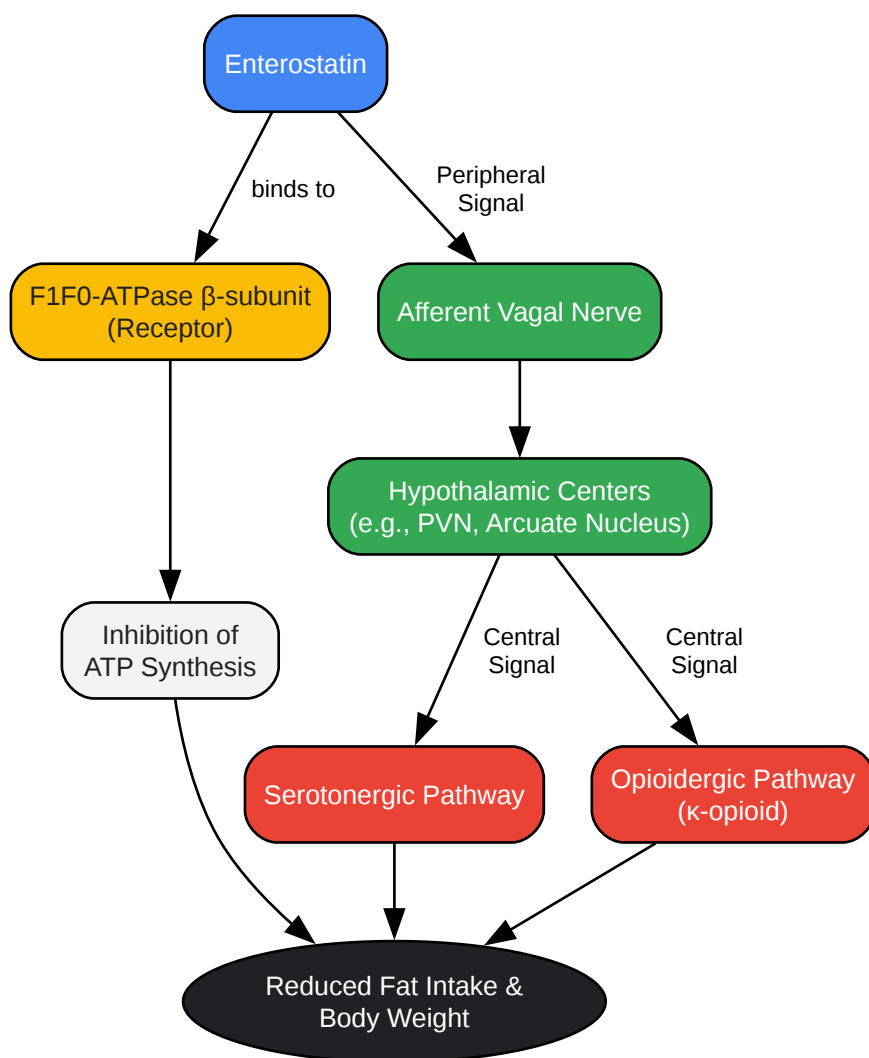 Enterostatin
binds to
Peripheral
Signal
F1F0-ATPase β-subunit
(Receptor)
Afferent Vagal Nerve
Hypothalamic Centers
(e.g., PVN, Arcuate Nucleus)
Inhibition of
ATP Synthesis
Central
Signal
Central
Signal
Serotonergic Pathway
Opioidergic Pathway
(κ-opioid)
Reduced Fat Intake &
Body Weight